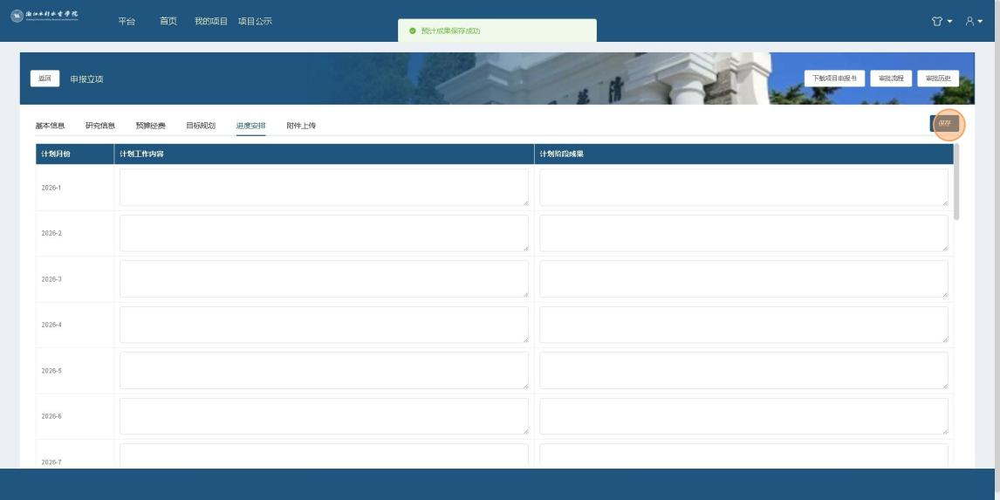 浙江水利水电学院
平台 首页 我的项目 项目公示
预计成果保存成功
返回 申报立项
清
下载项目申报书 审批流程 审批历史
基本信息 研究信息 预算经费 目标规划 进度安排 附件上传
保存
计划月份 计划工作内容 计划阶段成果
2026-1
2026-2
2026-3
2026-4
2026-5
2026-6
2026-7